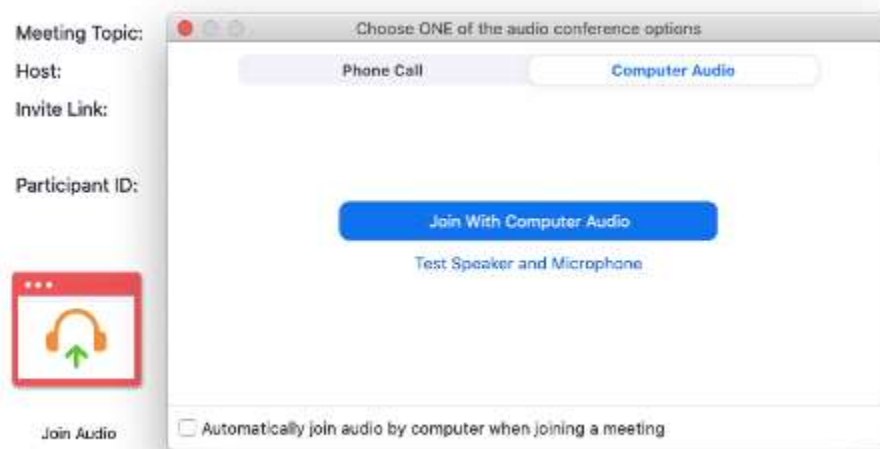 Choose ONE of the audio conference options
Meeting Topic:
Host:
Invite Link:
Participant ID:
Phone Call
Computer Audio
Join With Computer Audio
Test Speaker and Microphone
Join Audio
Automatically join audio by computer when joining a meeting